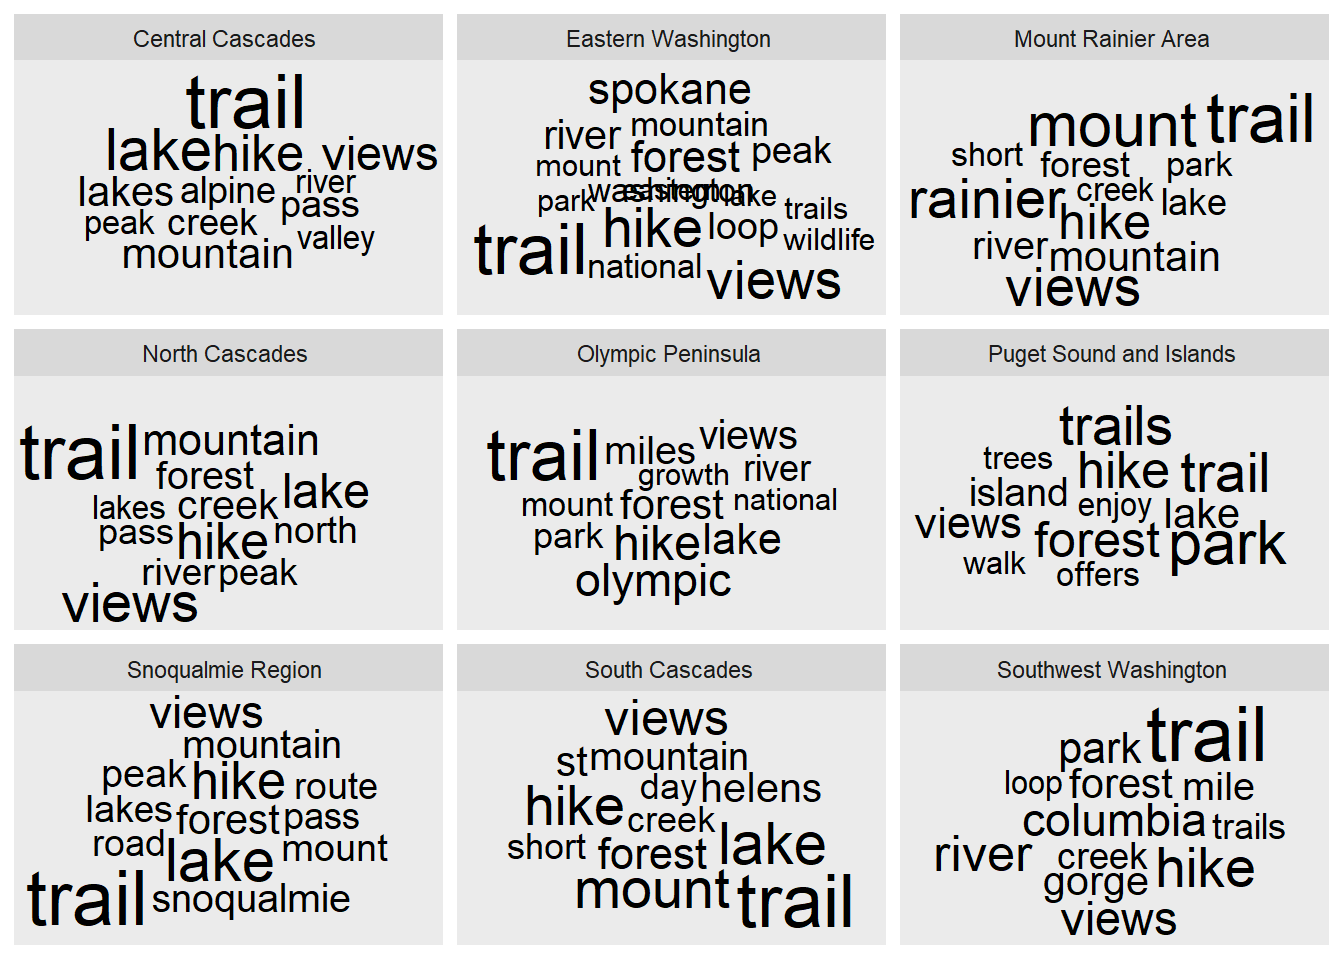 Central Cascades
trail
lake hike views
lakes alpine river
peak creek pass
mountain valley
Eastern Washington
spokane
river mountain
mount forest peak
park washington eastern lake trails
trail hike loop wildlife
national views
Mount Rainier Area
mount trail
short forest park
rainier creek lake
hike
river mountain
views
North Cascades
trail mountain
forest lake
lakes creek
pass hike north
river peak
views
Olympic Peninsula
trail miles views
growth river
mount forest national
park hike lake
olympic
Puget Sound and Islands
trails
trees hike trail
island enjoy lake
views forest park
walk offers
Snoqualmie Region
views
mountain
peak hike route
lakes forest pass
road lake mount
trail snoqualmie
South Cascades
views
st mountain
day helens
hike creek
short forest lake
mount trail
Southwest Washington
park trail
loop forest mile
columbia trails
river creek hike
gorge
views